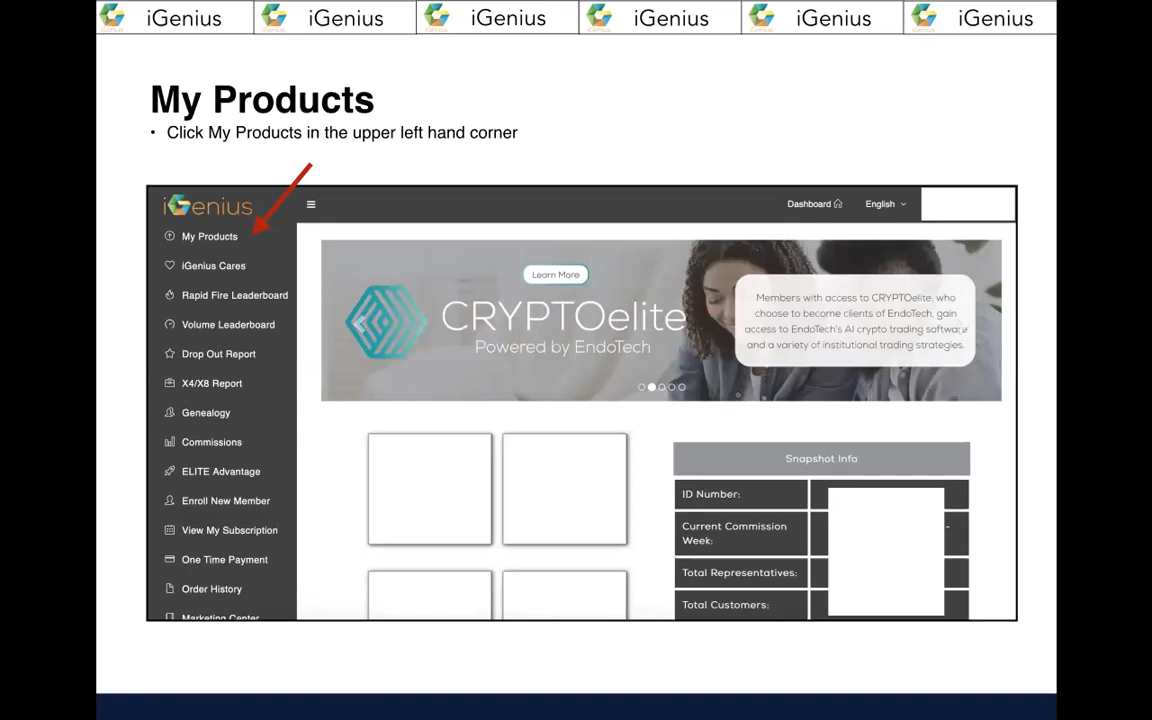 iGenius iGenius iGenius iGenius iGenius iGenius
My Products
• Click My Products in the upper left hand corner
iGenius
Dashboard
English
My Products
iGenius Cares
Rapid Fire Leaderboard
Volume Leaderboard
Drop Out Report
X4/X8 Report
Genealogy
Commissions
ELITE Advantage
Enroll New Member
View My Subscription
One Time Payment
Order History
Marketing Center
Learn More
CRYPTOelite
Powered by EndoTech
Members with access to CRYPTOelite, who
choose to become clients of EndoTech, gain
access to EndoTech's AI crypto trading software
and a variety of institutional trading strategies.
Snapshot Info
ID Number:
Current Commission
Week:
-
Total Representatives:
Total Customers: